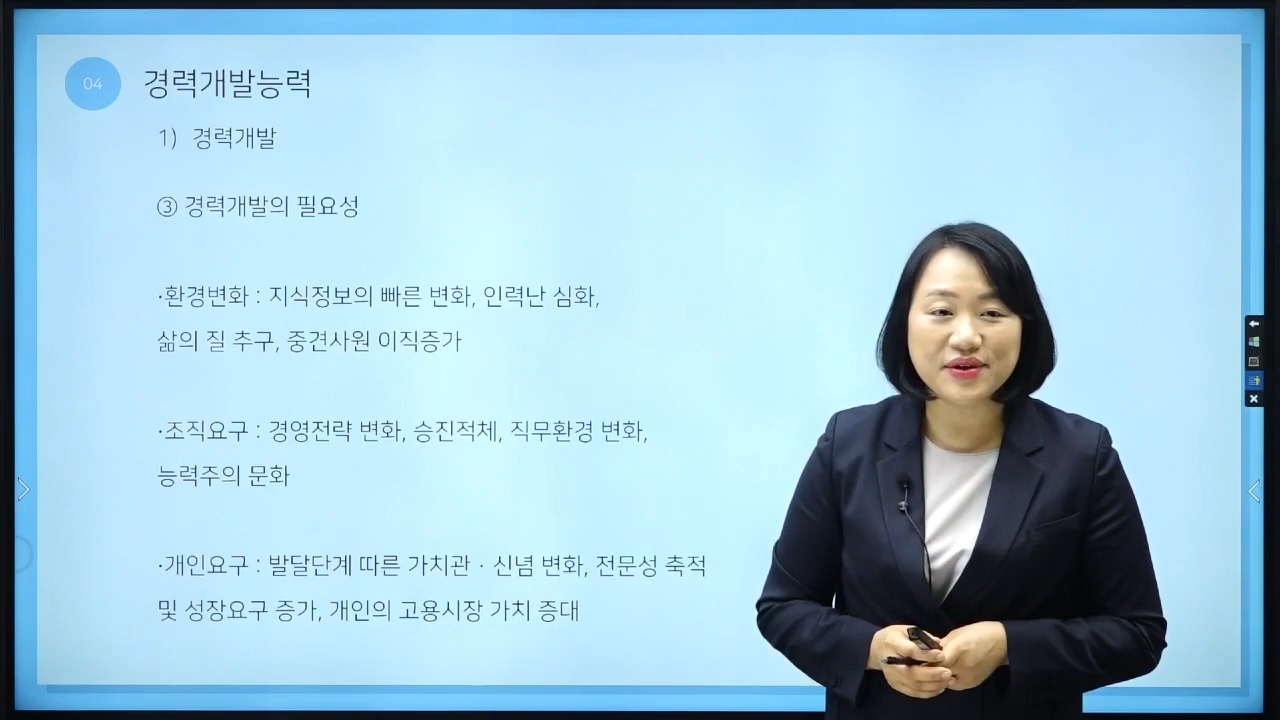 04 경력개발능력
1) 경력개발
③ 경력개발의 필요성
·환경변화 : 지식정보의 빠른 변화, 인력난 심화,
삶의 질 추구, 중견사원 이직증가
·조직요구 : 경영전략 변화, 승진적체, 직무환경 변화,
능력주의 문화
·개인요구 : 발달단계 따른 가치관 · 신념 변화, 전문성 축적
및 성장요구 증가, 개인의 고용시장 가치 증대